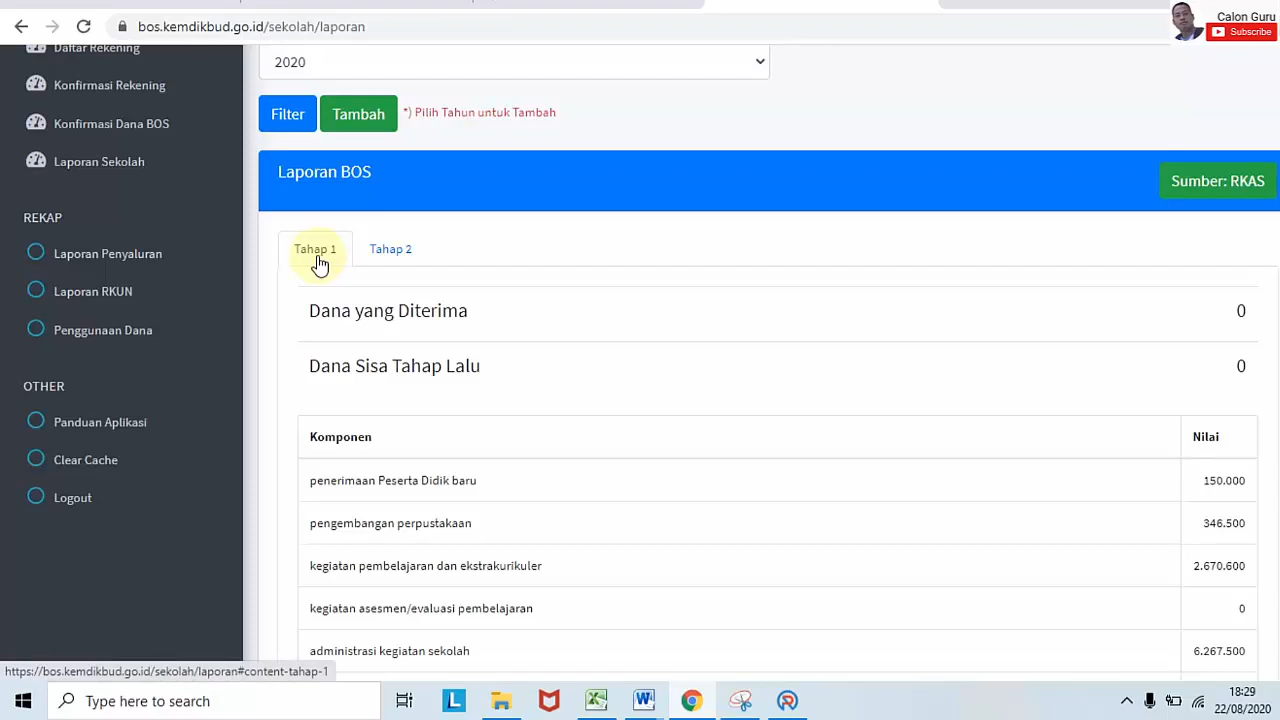 bos.kemdikbud.go.id/sekolah/laporan
Calon Guru
Subscribe
Daftar Rekening
Konfirmasi Rekening
Konfirmasi Dana BOS
Laporan Sekolah
REKAP
Laporan Penyaluran
Laporan RKUN
Penggunaan Dana
OTHER
Panduan Aplikasi
Clear Cache
Logout
2020
Filter
Tambah
*) Pilih Tahun untuk Tambah
Laporan BOS
Sumber: RKAS
Tahap 1
Tahap 2
Dana yang Diterima 0
Dana Sisa Tahap Lalu 0
Komponen Nilai
penerimaan Peserta Didik baru 150.000
pengembangan perpustakaan 346.500
kegiatan pembelajaran dan ekstrakurikuler 2.670.600
kegiatan asesmen/evaluasi pembelajaran 0
administrasi kegiatan sekolah 6.267.500
https://bos.kemdikbud.go.id/sekolah/laporan#content-tahap-1
Type here to search
18:29
22/08/2020